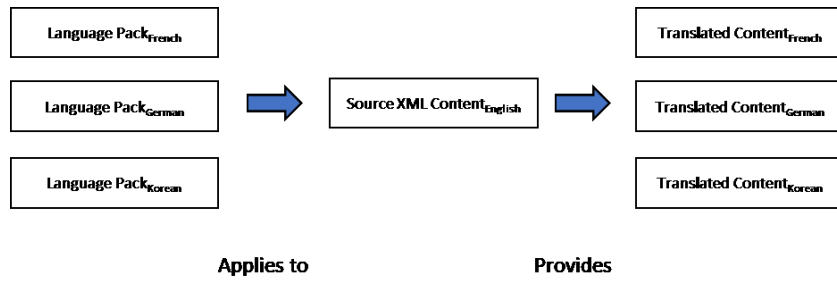 Language PackFrench
Translated ContentFrench
Language PackGerman
Source XML ContentEnglish
Translated ContentGerman
Language PackKorean
Translated ContentKorean
Applies to
Provides